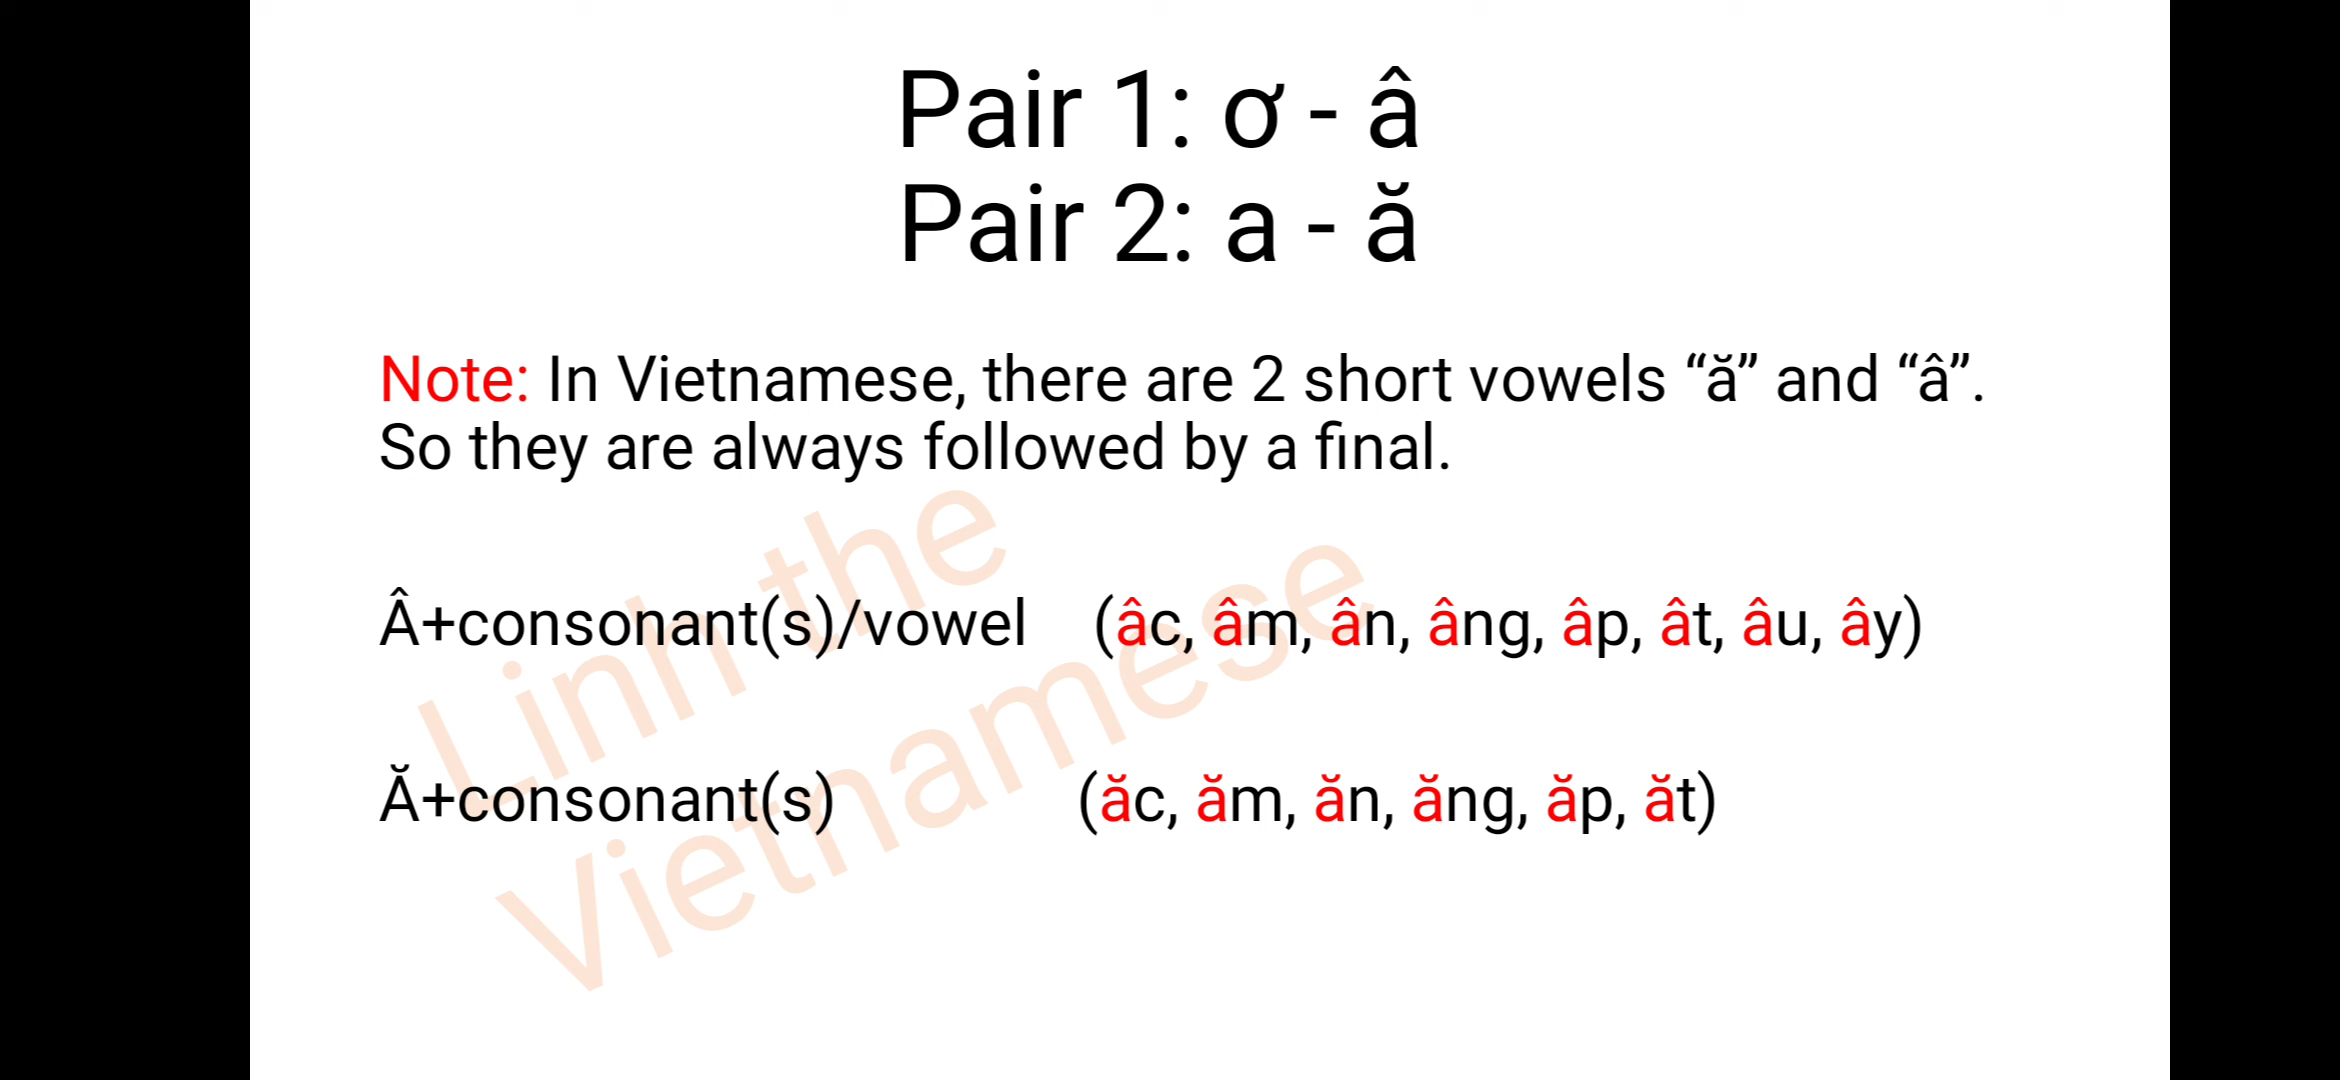 Pair 1: ơ - â
Pair 2: a - ă
Note: In Vietnamese, there are 2 short vowels “ă” and “â”.
So they are always followed by a final.
Linh the
Vietnamese
Â+consonant(s)/vowel (âc, âm, ân, âng, âp, ât, âu, ây)
Ă+consonant(s) (ăc, ăm, ăn, ăng, ăp, ăt)